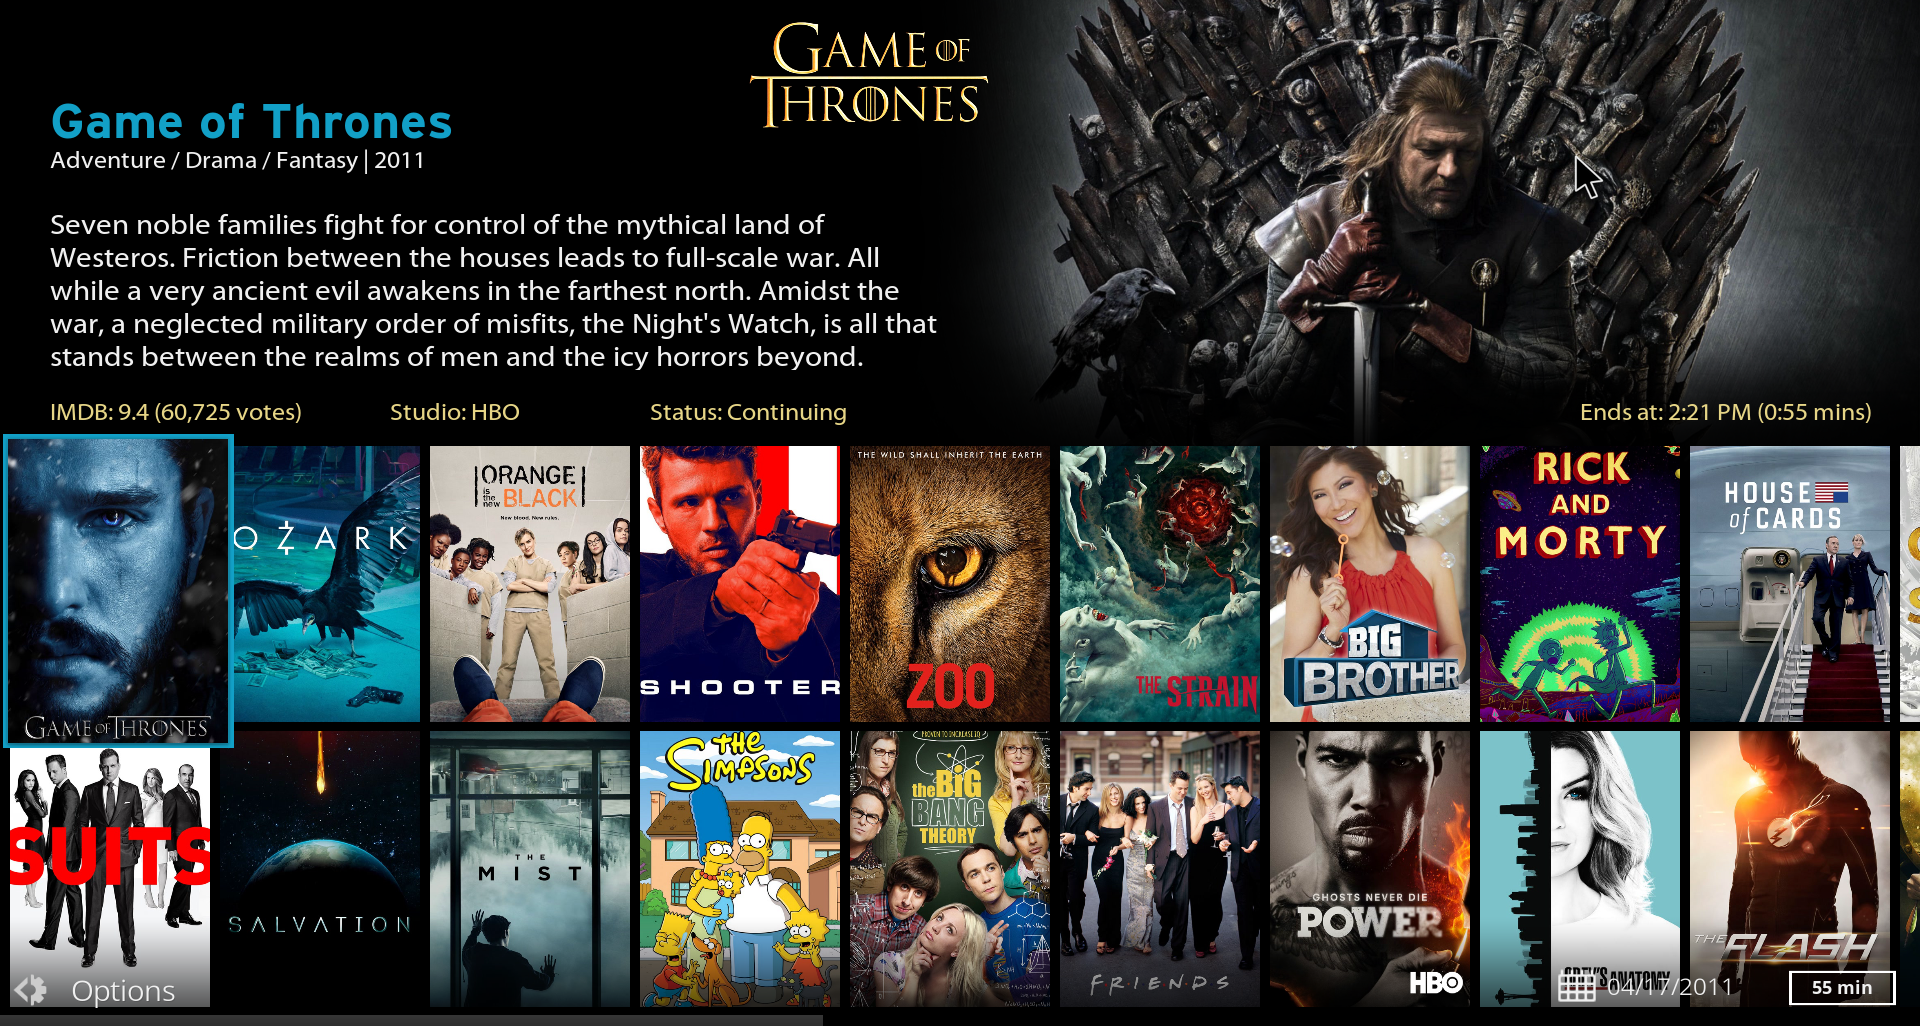 GAME OF
THRONES
Game of Thrones
Adventure / Drama / Fantasy | 2011
Seven noble families fight for control of the mythical land of
Westeros. Friction between the houses leads to full-scale war. All
while a very ancient evil awakens in the farthest north. Amidst the
war, a neglected military order of misfits, the Night's Watch, is all that
stands between the realms of men and the icy horrors beyond.
IMDB: 9.4 (60,725 votes)
Studio: HBO
Status: Continuing
Ends at: 2:21 PM (0:55 mins)
GAME OF THRONES
OZARK
ORANGE
is the new BLACK
New blood. New rules.
SHOOTER
THE WILD SHALL INHERIT THE EARTH
ZOO
THE STRAIN
BIG
BROTHER
RICK
AND
MORTY
HOUSE
of CARDS
SUITS
SALVATION
THE
MIST
THE
SIMPSONS
PROVEN TO INCREASE IQ
the BIG
BANG
THEORY
F·R·I·E·N·D·S
GHOSTS NEVER DIE
POWER
HBO
GREY'S ANATOMY
THE FLASH
Options
04/17/2011
55 min